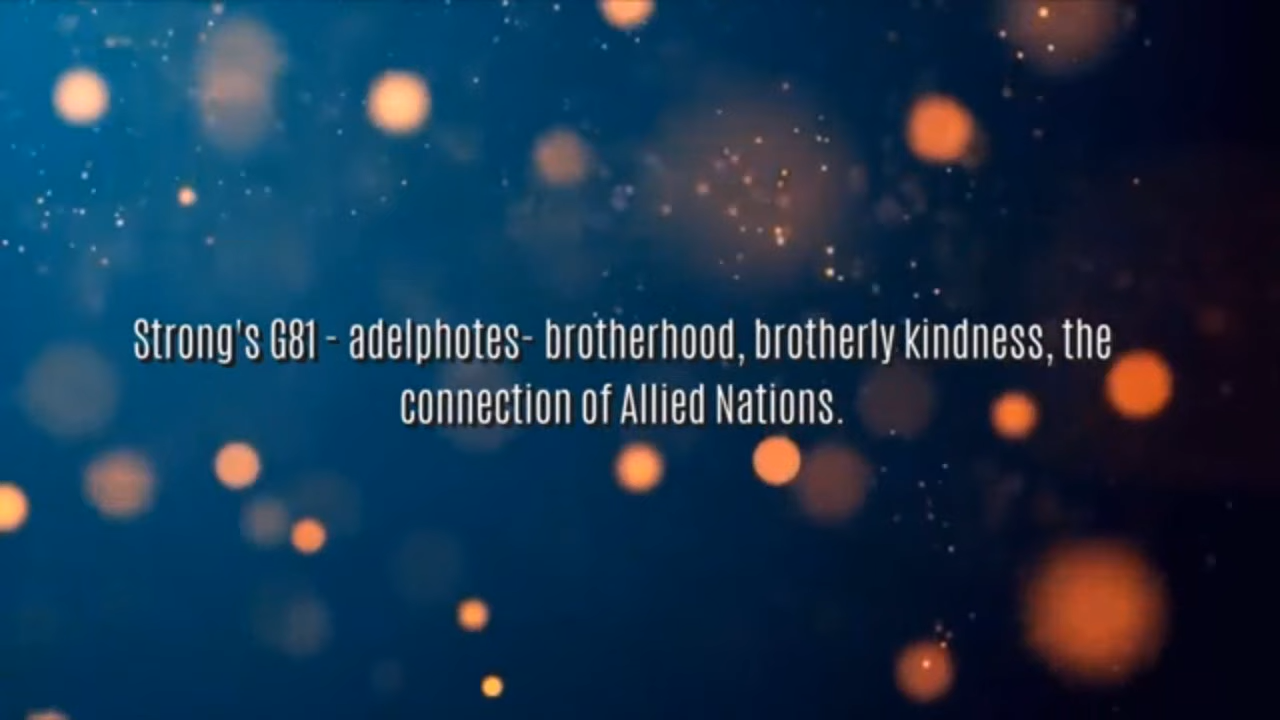 Strong's G81 - adelphotes- brotherhood, brotherly kindness, the
connection of Allied Nations.